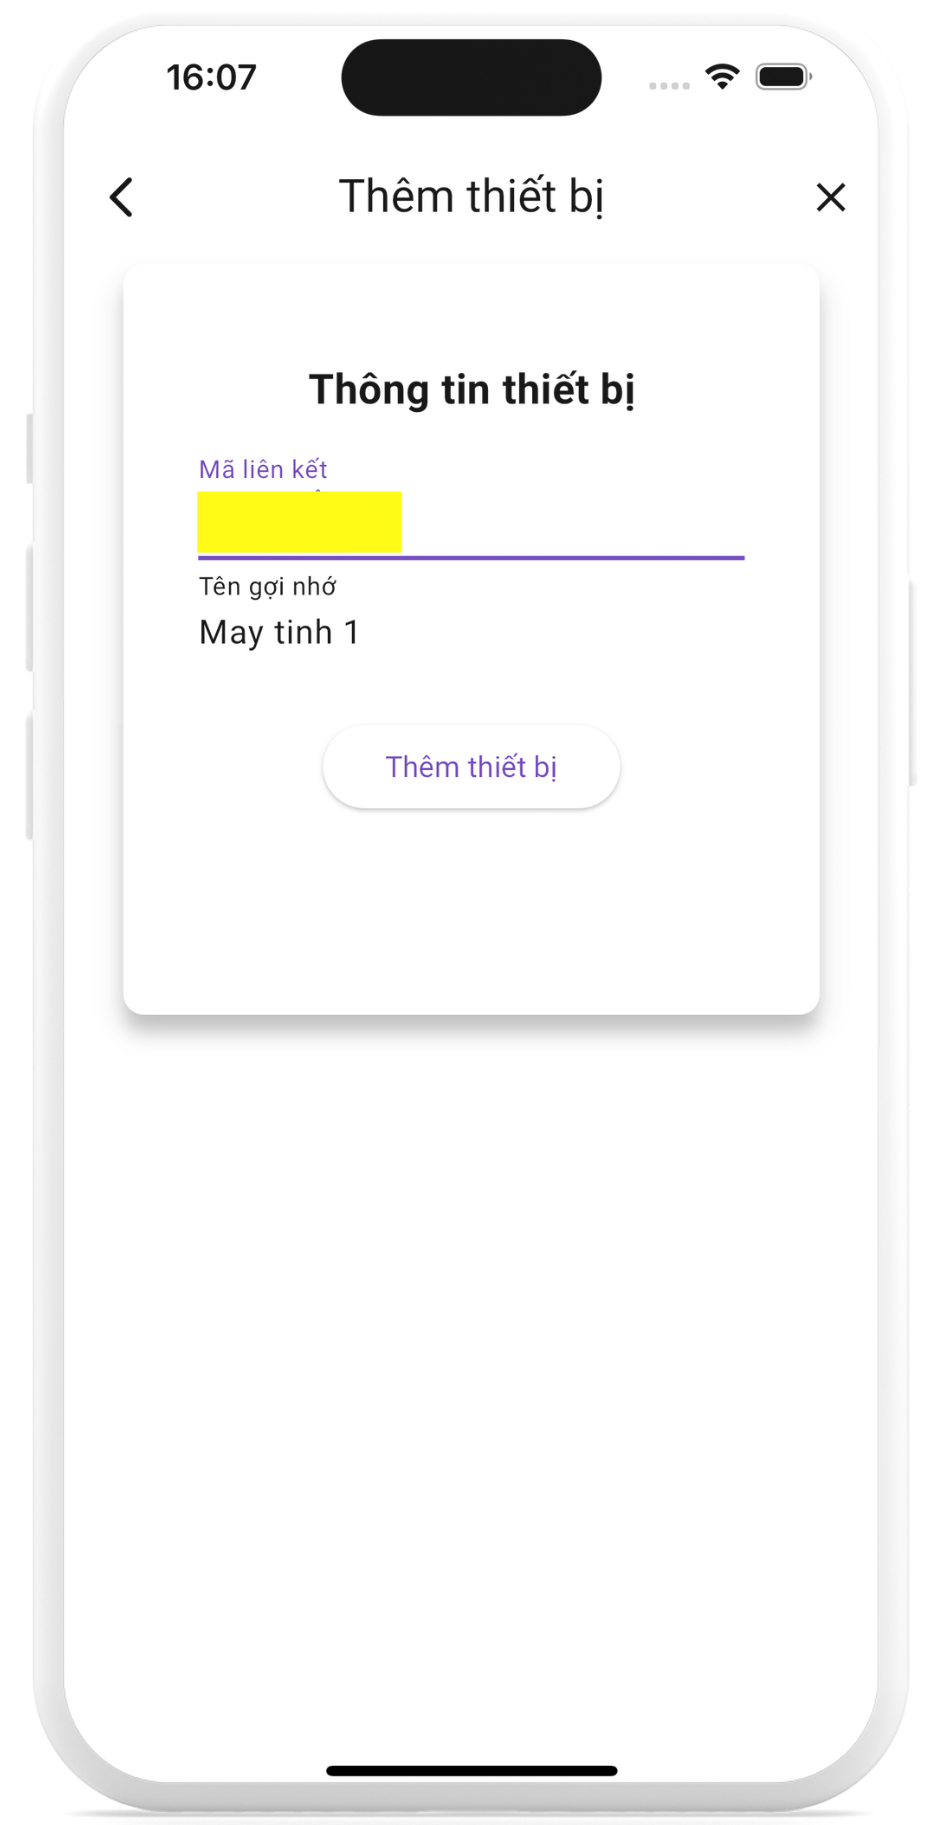 16:07
Thêm thiết bị
Thông tin thiết bị
Mã liên kết
Tên gợi nhớ
May tinh 1
Thêm thiết bị